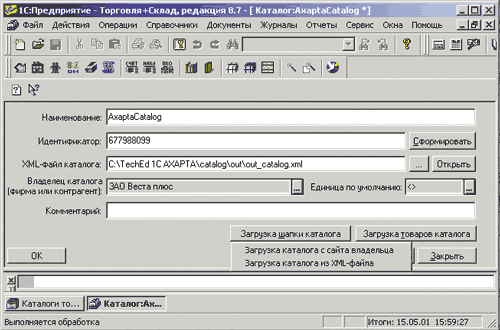 1С:Предприятие - Торговля+Склад, редакция 8.7 - [ Каталог:AxaptaCatalog *]
Файл Действия Операции Справочники Документы Журналы Отчеты Сервис Окна Помощь
Наименование: AxaptaCatalog
Идентификатор: 677988099 Сформировать
XML-Файл каталога: C:\TechEd 1C.AXAPTA\catalog\out\out_catalog.xml ... Открыть
Владелец каталога
(фирма или контрагент): ЗАО Веста плюс ... Единица по умолчанию: <> ...
Комментарий:
Загрузка шапки каталога Загрузка товаров каталога
Загрузка каталога с сайта владельца
Загрузка каталога из XML-файла
OK Закрыть
Каталоги то... Каталог:Ax...
Выполняется обработка Итоги: 15.05.01 15:59:27